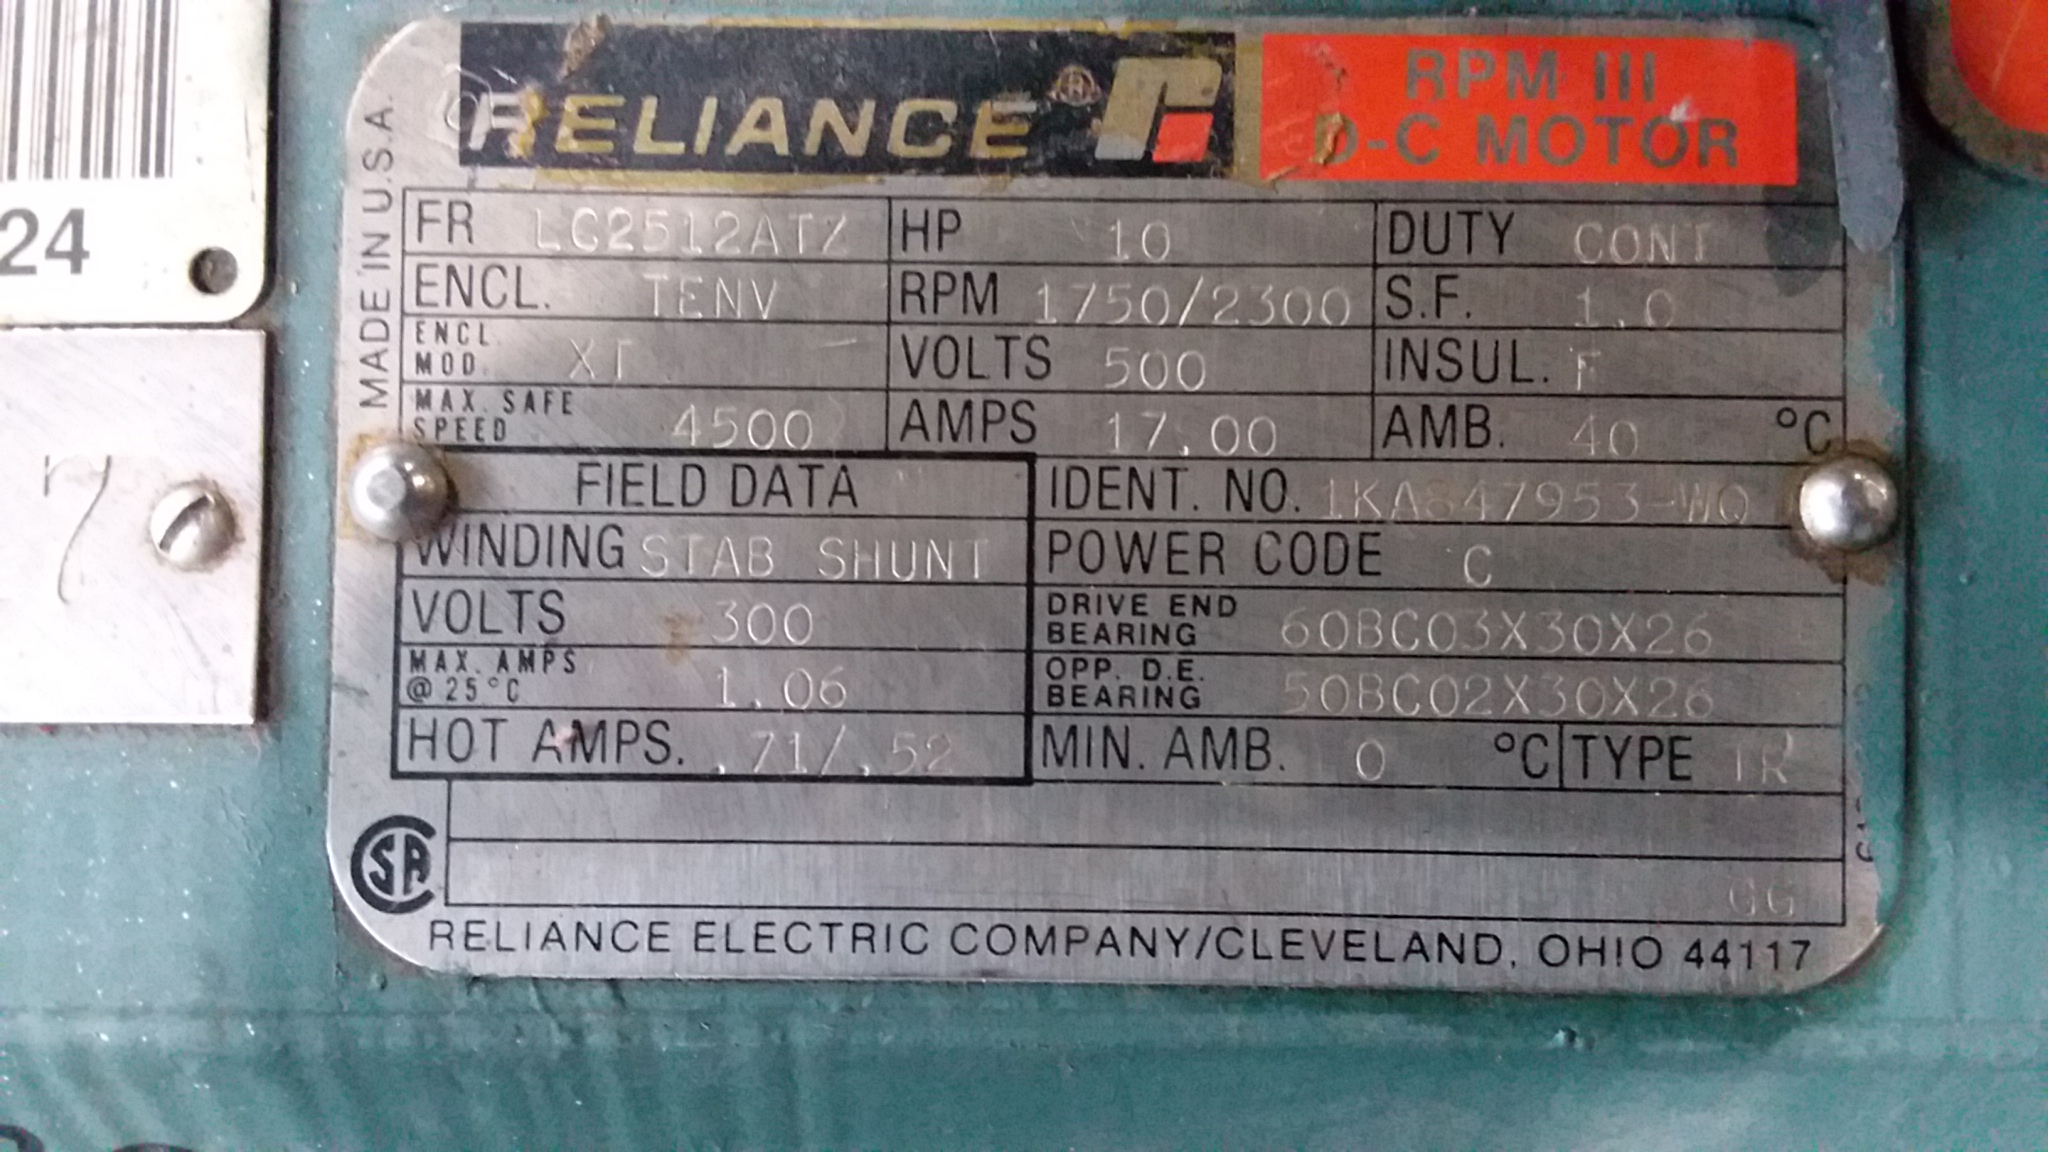 24
MADE IN U.S.A.
RELIANCE ®
RPM III
D-C MOTOR
FR LC2512ATZ HP 10 DUTY CONT
ENCL. TENV RPM 1750/2300 S.F. 1.0
ENCL. MOD. XT VOLTS 500 INSUL. F
MAX. SAFE SPEED 4500 AMPS 17.00 AMB. 40 °C
FIELD DATA IDENT. NO. 1KA847953-WQ
WINDING STAB SHUNT POWER CODE C
VOLTS 300 DRIVE END BEARING 60BC03X30X26
MAX. AMPS @ 25°C 1.06 OPP. D.E. BEARING 50BC02X30X26
HOT AMPS. .71/.52 MIN. AMB. 0 °C TYPE TR
GG
RELIANCE ELECTRIC COMPANY/CLEVELAND, OHIO 44117